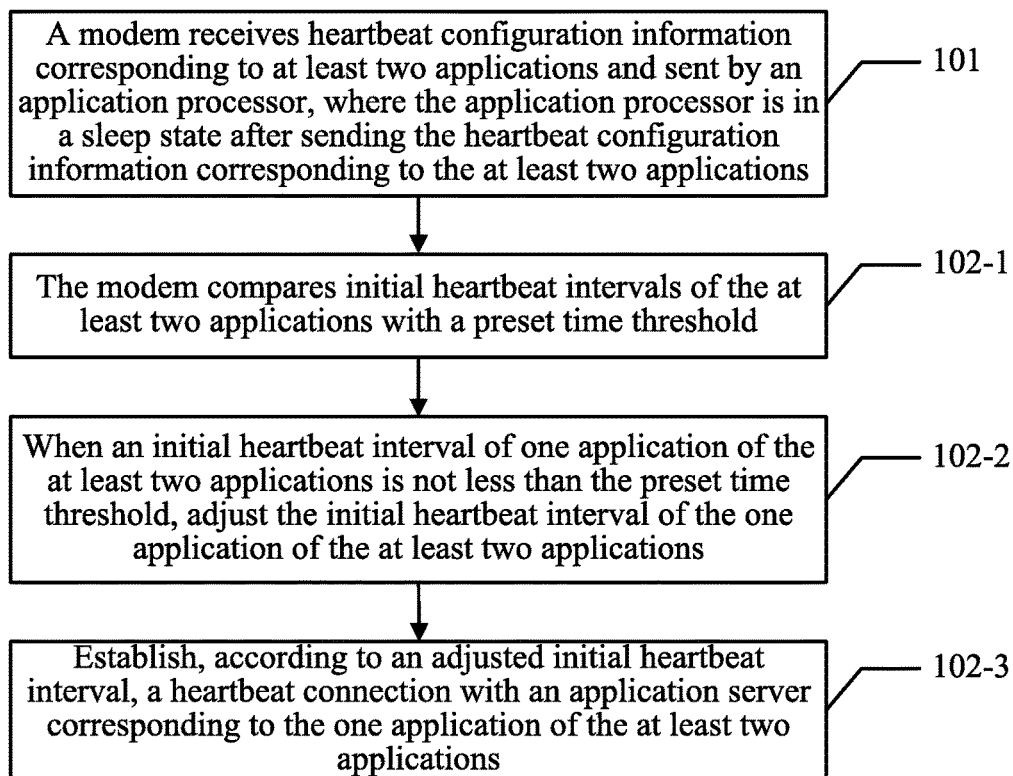 A modem receives heartbeat configuration information
corresponding to at least two applications and sent by an
application processor, where the application processor is in
a sleep state after sending the heartbeat configuration
information corresponding to the at least two applications
101
The modem compares initial heartbeat intervals of the at
least two applications with a preset time threshold
102-1
When an initial heartbeat interval of one application of the
at least two applications is not less than the preset time
threshold, adjust the initial heartbeat interval of the one
application of the at least two applications
102-2
Establish, according to an adjusted initial heartbeat
interval, a heartbeat connection with an application server
corresponding to the one application of the at least two
applications
102-3